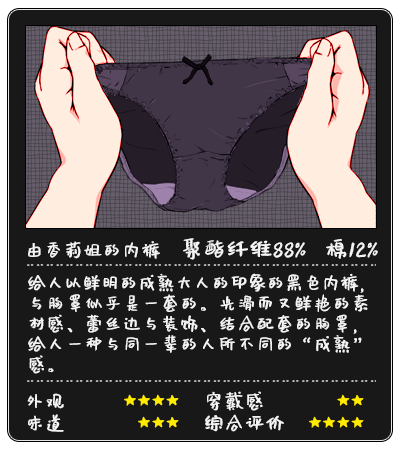 由香莉姐的内裤 聚酯纤维88% 棉12%
给人以鲜明的成熟大人的印象的黑色内裤，
与胸罩似乎是一套的。光滑而又鲜艳的素
材感、蕾丝边与装饰、结合配套的胸罩，
给人一种与同一辈的人所不同的“成熟”
感。
外观 ★★★★ 穿戴感 ★★
味道 ★★★ 综合评价 ★★★★